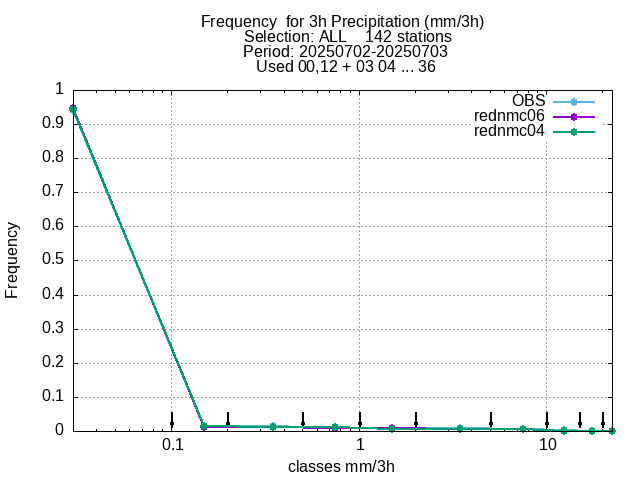 Frequency  for 3h Precipitation (mm/3h)
Selection: ALL    142 stations
Period: 20250702-20250703
Used 00,12 + 03 04 ... 36
OBS
rednmc06
rednmc04
1
0.9
0.8
0.7
0.6
0.5
0.4
0.3
0.2
0.1
0
Frequency
0.1 1 10
classes mm/3h